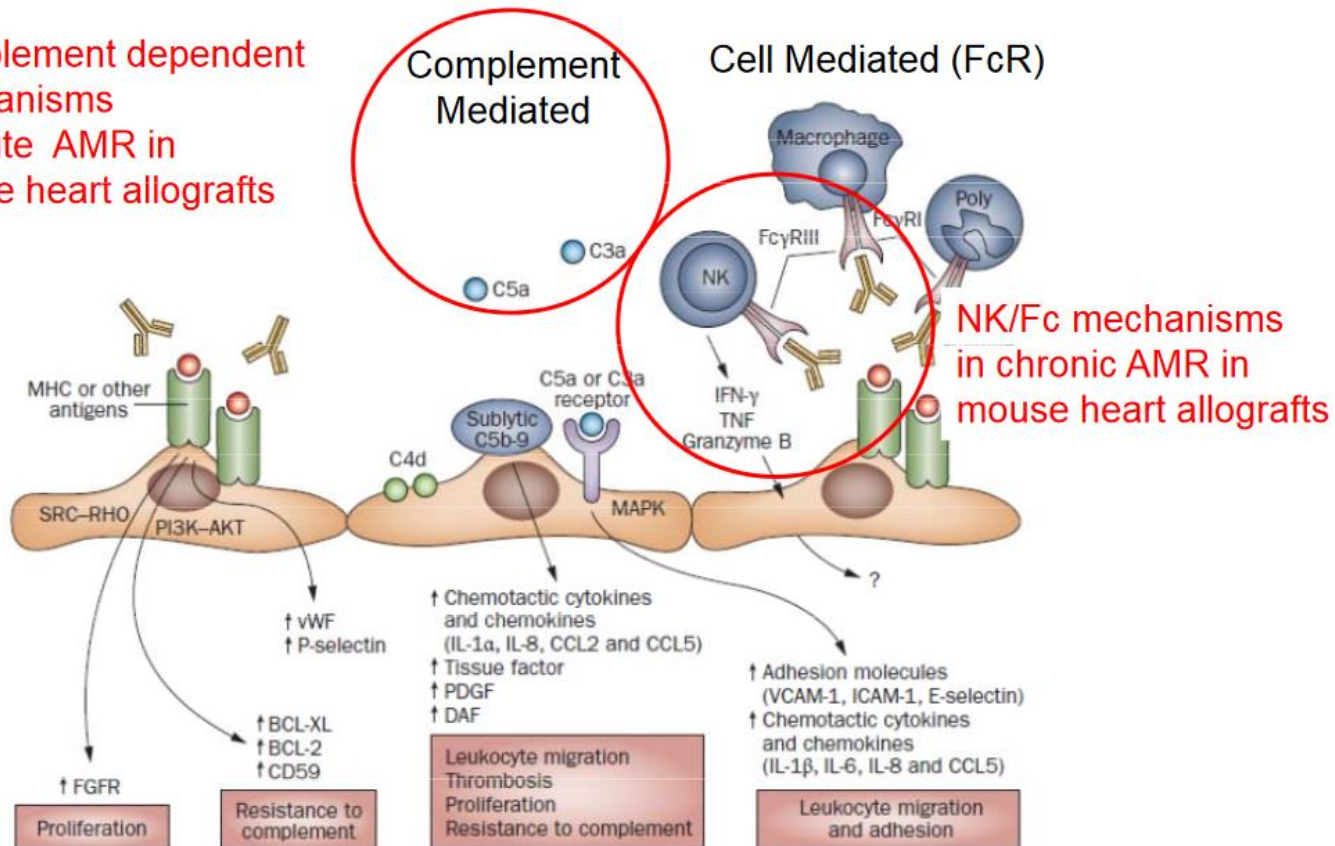 plement dependent
anisms
te AMR in
e heart allografts
Complement
Mediated
Cell Mediated (FcR)
Macrophage
Poly
FcγRI
FcγRIII
NK
C3a
C5a
NK/Fc mechanisms
in chronic AMR in
mouse heart allografts
MHC or other
antigens
C5a or C3a
receptor
IFN-γ
TNF
Granzyme B
Sublytic
C5b-9
C4d
SRC–RHO
PI3K–AKT
MAPK
?
↑ vWF
↑ P-selectin
↑ Chemotactic cytokines
and chemokines
(IL-1α, IL-8, CCL2 and CCL5)
↑ Tissue factor
↑ PDGF
↑ DAF
↑ Adhesion molecules
(VCAM-1, ICAM-1, E-selectin)
↑ Chemotactic cytokines
and chemokines
(IL-1β, IL-6, IL-8 and CCL5)
↑ BCL-XL
↑ BCL-2
↑ CD59
↑ FGFR
Proliferation
Resistance to
complement
Leukocyte migration
Thrombosis
Proliferation
Resistance to complement
Leukocyte migration
and adhesion